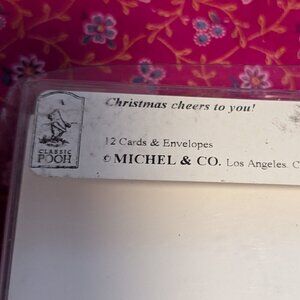 Christmas cheers to you!
CLASSIC
POOH
12 Cards & Envelopes
© MICHEL & CO. Los Angeles. C